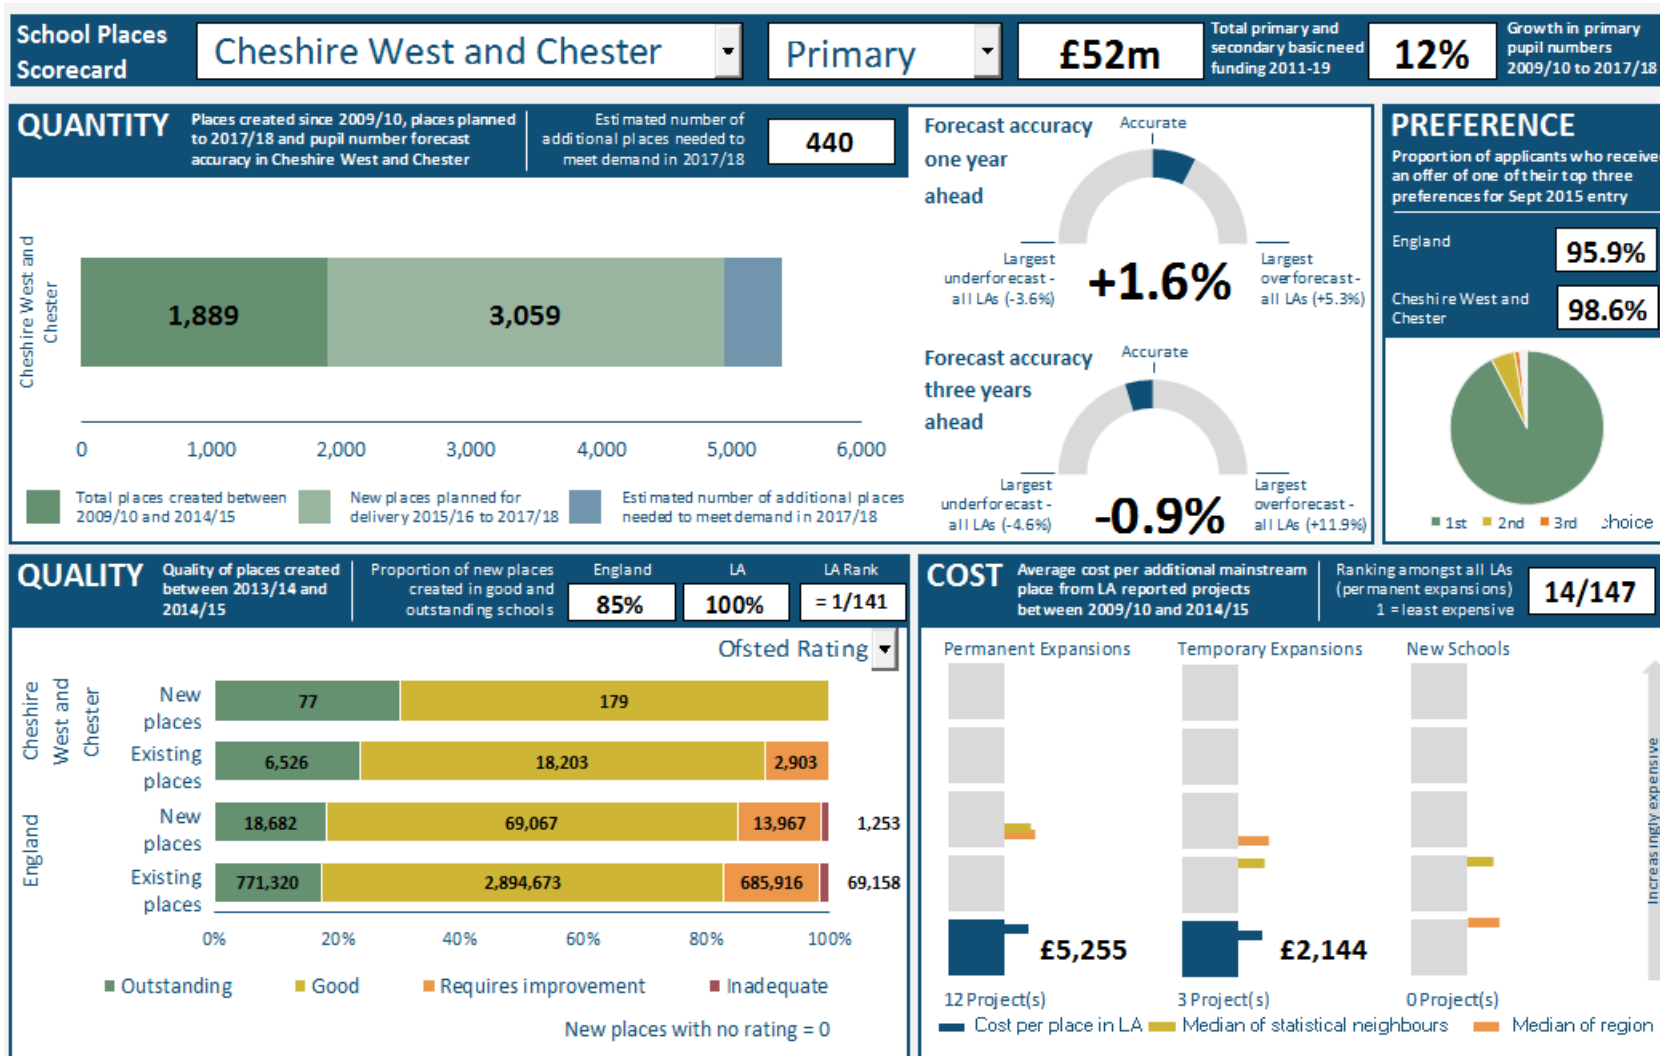 School Places
Scorecard
Cheshire West and Chester
Primary
£52m
Total primary and
secondary basic need
funding 2011-19
12%
Growth in primary
pupil numbers
2009/10 to 2017/18
QUANTITY
Places created since 2009/10, places planned
to 2017/18 and pupil number forecast
accuracy in Cheshire West and Chester
Estimated number of
additional places needed to
meet demand in 2017/18
440
Cheshire West and
Chester
1,889
3,059
0
1,000
2,000
3,000
4,000
5,000
6,000
Total places created between
2009/10 and 2014/15
New places planned for
delivery 2015/16 to 2017/18
Estimated number of additional places
needed to meet demand in 2017/18
Forecast accuracy
one year
ahead
Accurate
Largest
underforecast -
all LAs (-3.6%)
+1.6%
Largest
overforecast-
all LAs (+5.3%)
Forecast accuracy
three years
ahead
Accurate
Largest
underforecast -
all LAs (-4.6%)
-0.9%
Largest
overforecast -
all LAs (+11.9%)
PREFERENCE
Proportion of applicants who receive
an offer of one of their top three
preferences for Sept 2015 entry
England
95.9%
Cheshire West and
Chester
98.6%
1st
2nd
3rd
choice
QUALITY
Quality of places created
between 2013/14 and
2014/15
Proportion of new places
created in good and
outstanding schools
England
85%
LA
100%
LA Rank
= 1/141
Ofsted Rating
Cheshire
West and
Chester
New
places
77
179
Existing
places
6,526
18,203
2,903
England
New
places
18,682
69,067
13,967
1,253
Existing
places
771,320
2,894,673
685,916
69,158
0%
20%
40%
60%
80%
100%
Outstanding
Good
Requires improvement
Inadequate
New places with no rating = 0
COST
Average cost per additional mainstream
place from LA reported projects
between 2009/10 and 2014/15
Ranking amongst all LAs
(permanent expansions)
1 = least expensive
14/147
Permanent Expansions
Temporary Expansions
New Schools
£5,255
£2,144
Increasingly expensive
12 Project(s)
3 Project(s)
0 Project(s)
Cost per place in LA
Median of statistical neighbours
Median of region